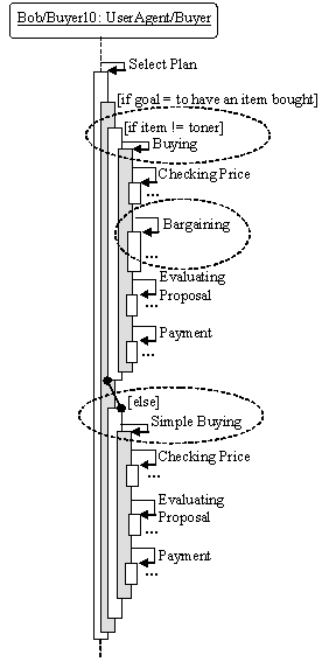 Bob/Buyer10: UserAgent/Buyer
Select Plan
[if goal = to have an item bought]
[if item != toner]
Buying
Checking Price
...
Bargaining
...
Evaluating
Proposal
...
Payment
...
[else]
Simple Buying
Checking Price
...
Evaluating
Proposal
...
Payment
...